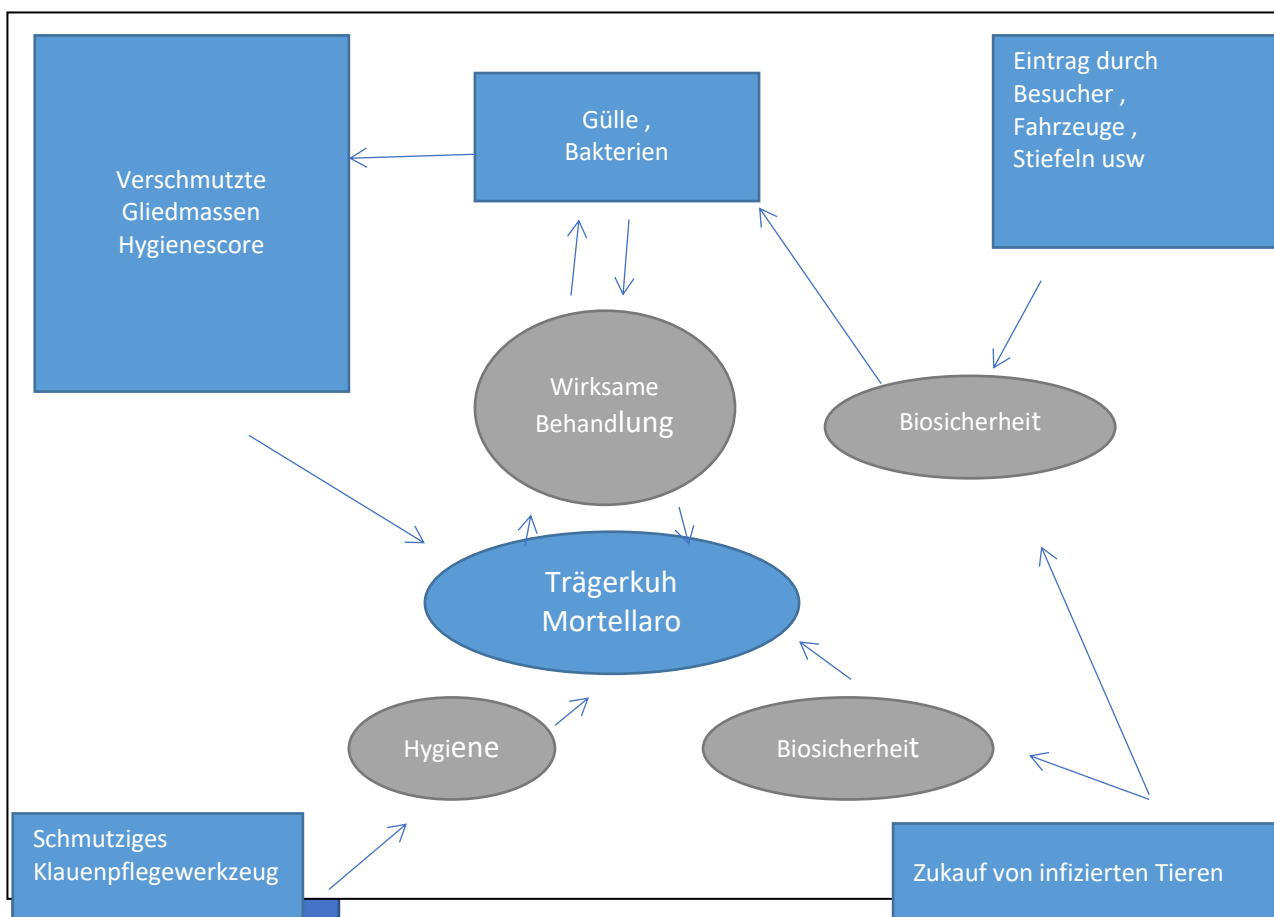 Verschmutzte
Gliedmassen
Hygienescore
Gülle ,
Bakterien
Eintrag durch
Besucher ,
Fahrzeuge ,
Stiefeln usw
Wirksame
Behandlung
Biosicherheit
Trägerkuh
Mortellaro
Hygiene
Biosicherheit
Schmutziges
Klauenpflegewerkzeug
Zukauf von infizierten Tieren